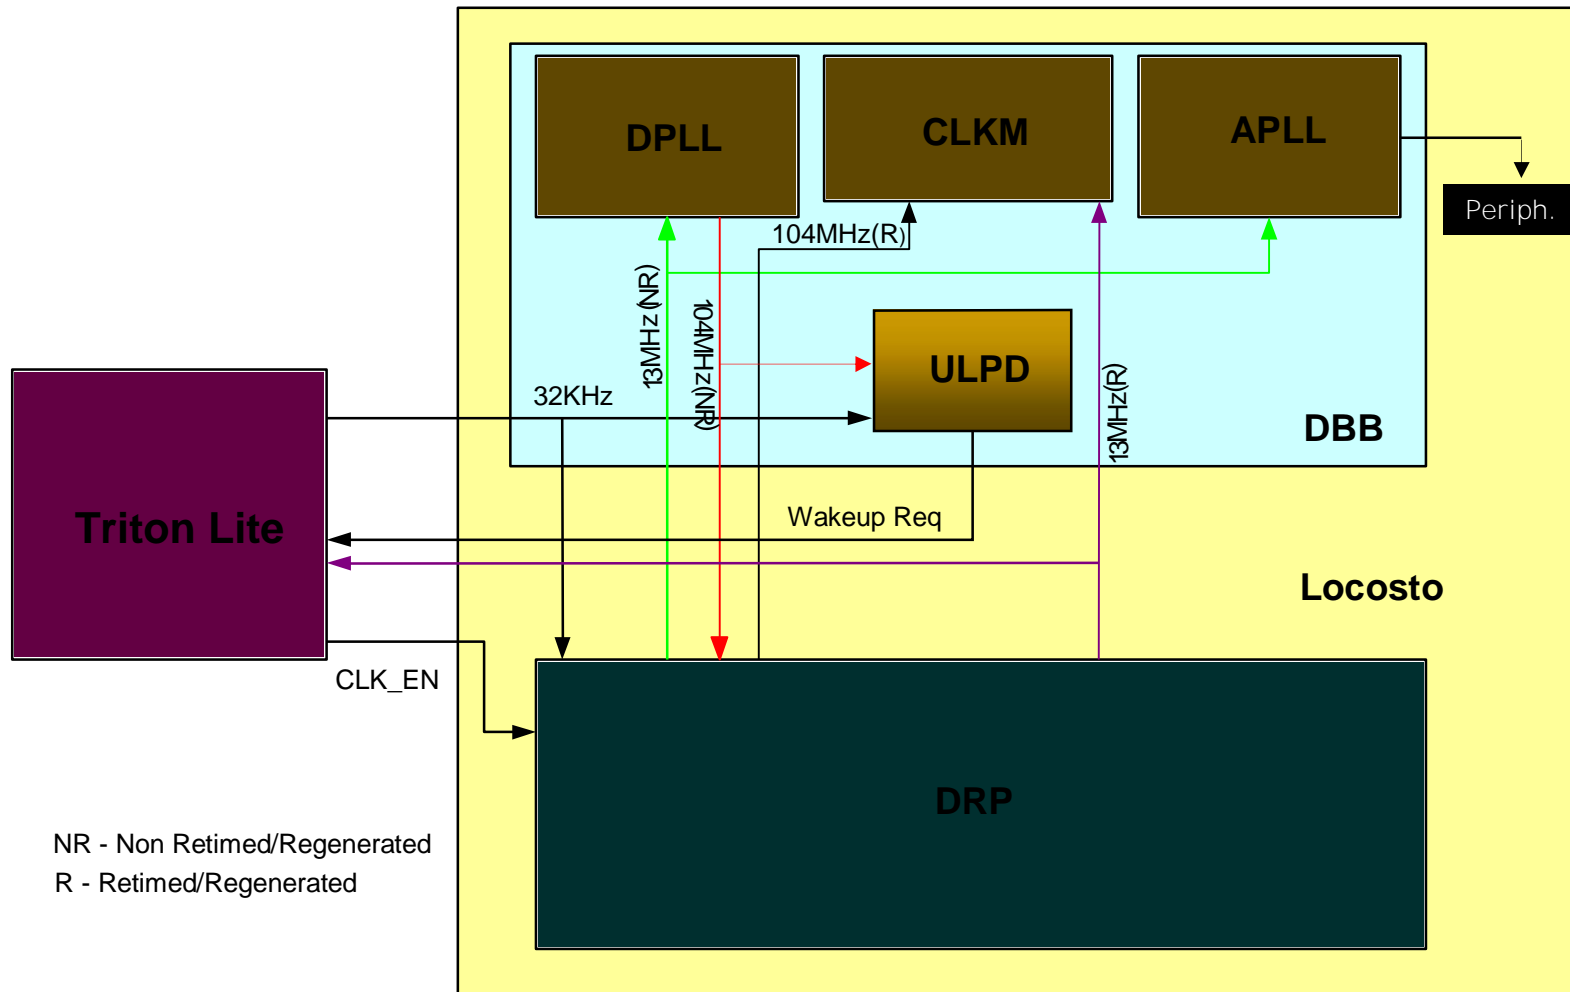 DPLL
CLKM
APLL
Periph.
104MHz(R)
13MHz(NR)
104MHz(NR)
ULPD
13MHz(R)
32KHz
DBB
Triton Lite
Wakeup Req
Locosto
CLK_EN
DRP
NR - Non Retimed/Regenerated
R - Retimed/Regenerated